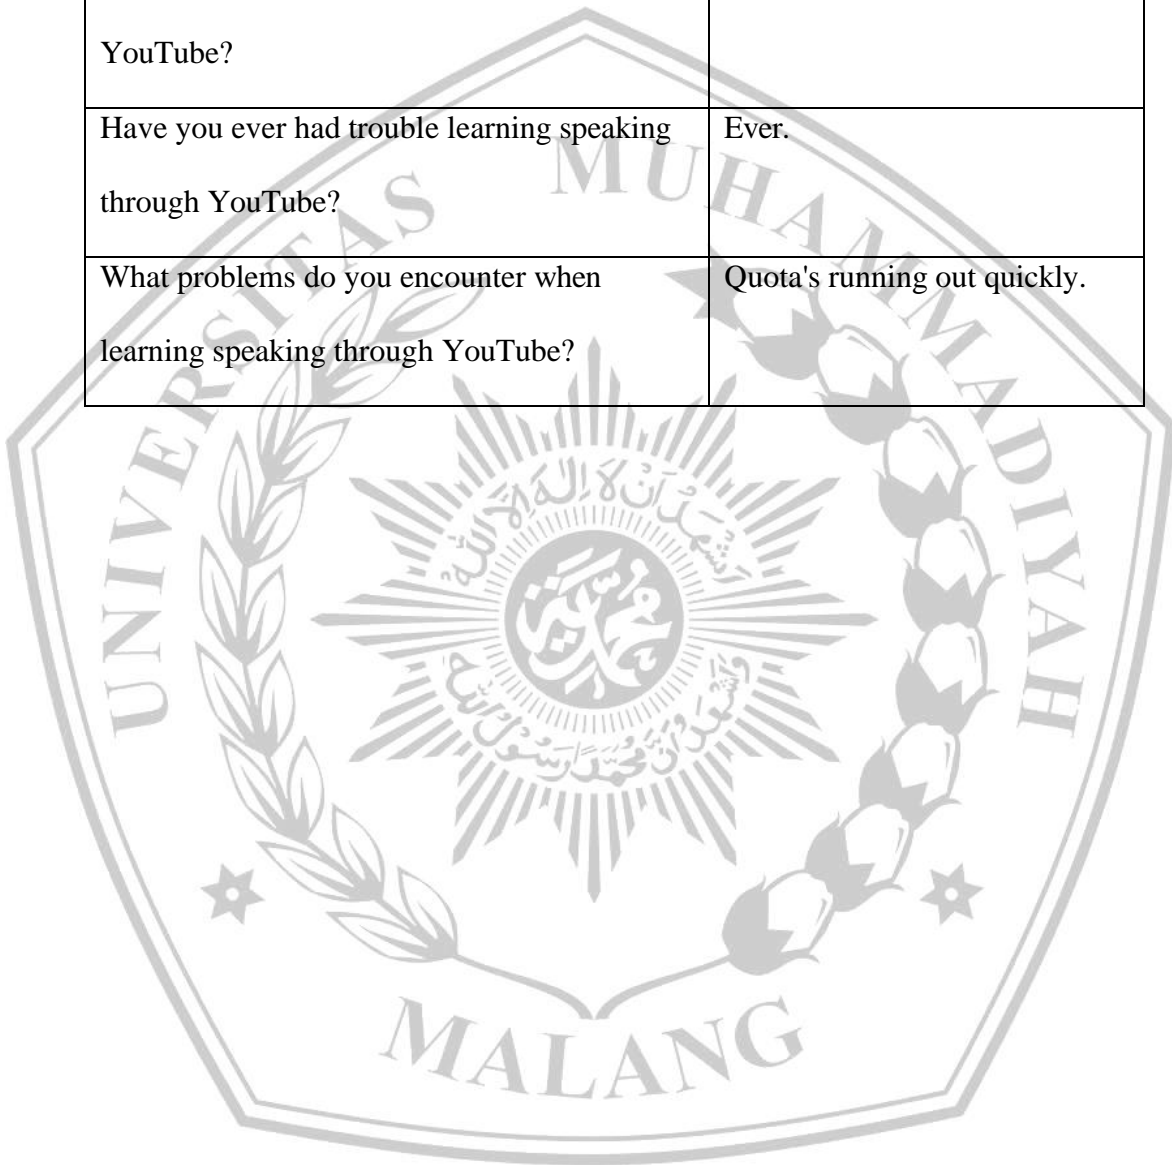 YouTube?
Have you ever had trouble learning speaking
Ever.
through YouTube?
What problems do you encounter when
Quota's running out quickly.
learning speaking through YouTube?
UNIVERSITAS MUHAMMADIYAH
MALANG